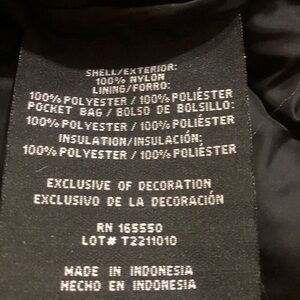 SHELL/EXTERIOR:
100% NYLON
LINING/FORRO:
100% POLYESTER / 100% POLIÉSTER
POCKET BAG / BOLSO DE BOLSILLO:
100% POLYESTER / 100% POLIÉSTER
INSULATION/INSULACIÓN:
100% POLYESTER / 100% POLIÉSTER
EXCLUSIVE OF DECORATION
EXCLUSIVO DE LA DECORACIÓN
RN 165550
LOT# T2211010
MADE IN INDONESIA
HECHO EN INDONESIA